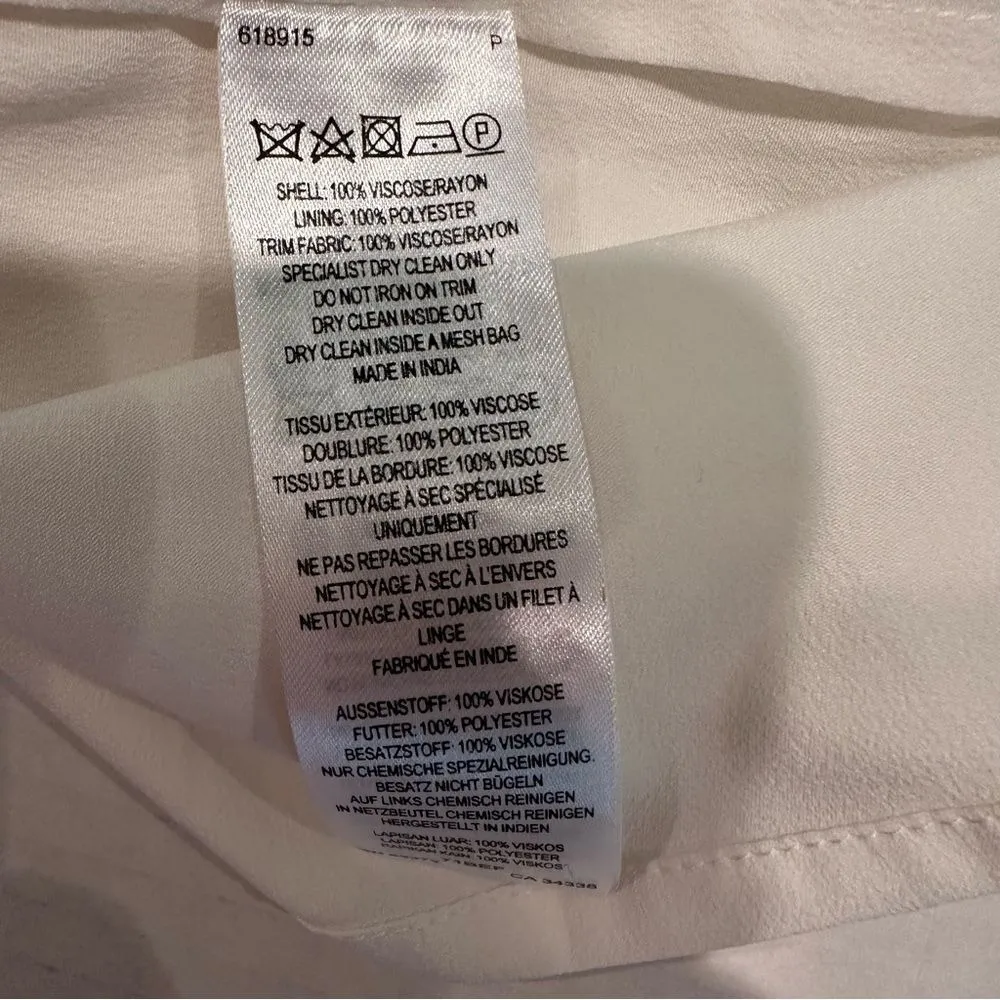 618915 P
P
SHELL: 100% VISCOSE/RAYON
LINING: 100% POLYESTER
TRIM FABRIC: 100% VISCOSE/RAYON
SPECIALIST DRY CLEAN ONLY
DO NOT IRON ON TRIM
DRY CLEAN INSIDE OUT
DRY CLEAN INSIDE A MESH BAG
MADE IN INDIA
TISSU EXTÉRIEUR: 100% VISCOSE
DOUBLURE: 100% POLYESTER
TISSU DE LA BORDURE: 100% VISCOSE
NETTOYAGE À SEC SPÉCIALISÉ
UNIQUEMENT
NE PAS REPASSER LES BORDURES
NETTOYAGE À SEC À L'ENVERS
NETTOYAGE À SEC DANS UN FILET À
LINGE
FABRIQUÉ EN INDE
AUSSENSTOFF: 100% VISKOSE
FUTTER: 100% POLYESTER
BESATZSTOFF: 100% VISKOSE
NUR CHEMISCHE SPEZIALREINIGUNG.
BESATZ NICHT BÜGELN
AUF LINKS CHEMISCH REINIGEN
IN NETZBEUTEL CHEMISCH REINIGEN
HERGESTELLT IN INDIEN
LAPISAN LUAR: 100% VISKOS
LAPISAN: 100% POLYESTER
RAPIKAN KAIN: 100% VISKOS
CA 34338